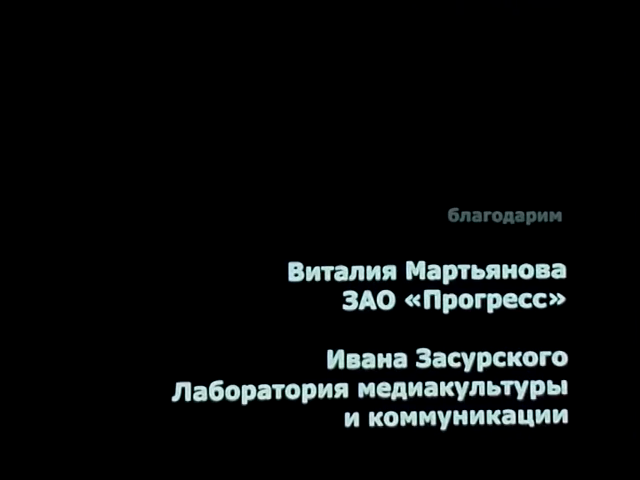 благодарим
Виталия Мартьянова
ЗАО «Прогресс»
Ивана Засурского
Лаборатория медиакультуры
и коммуникации